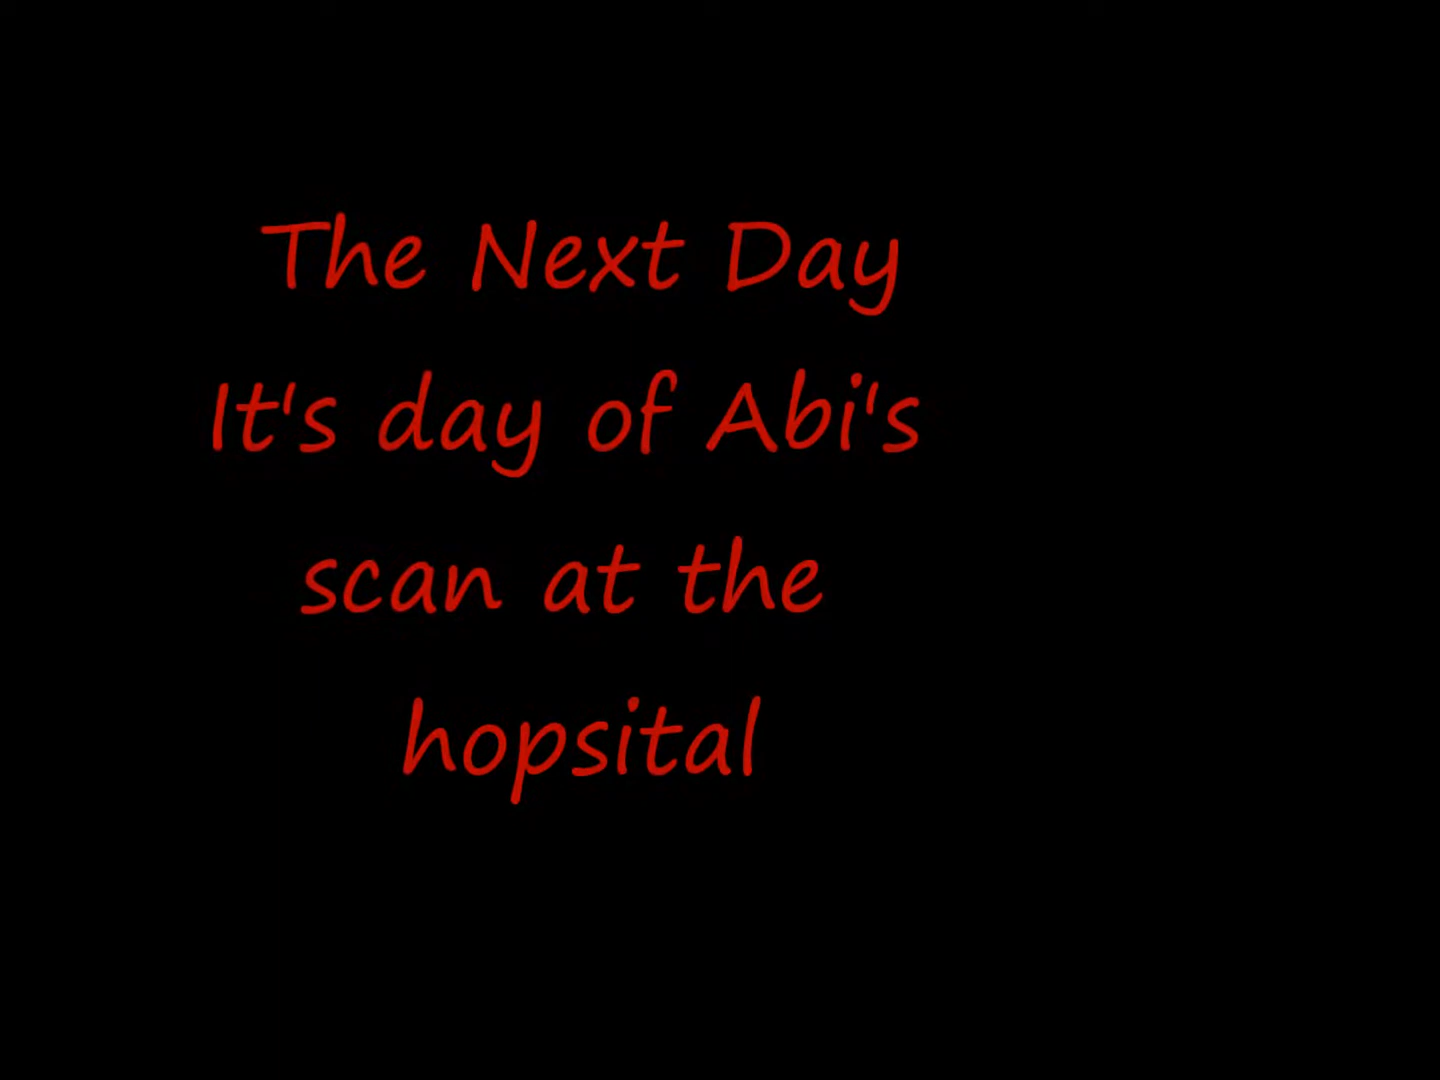 The Next Day
It's day of Abi's
scan at the
hopsital